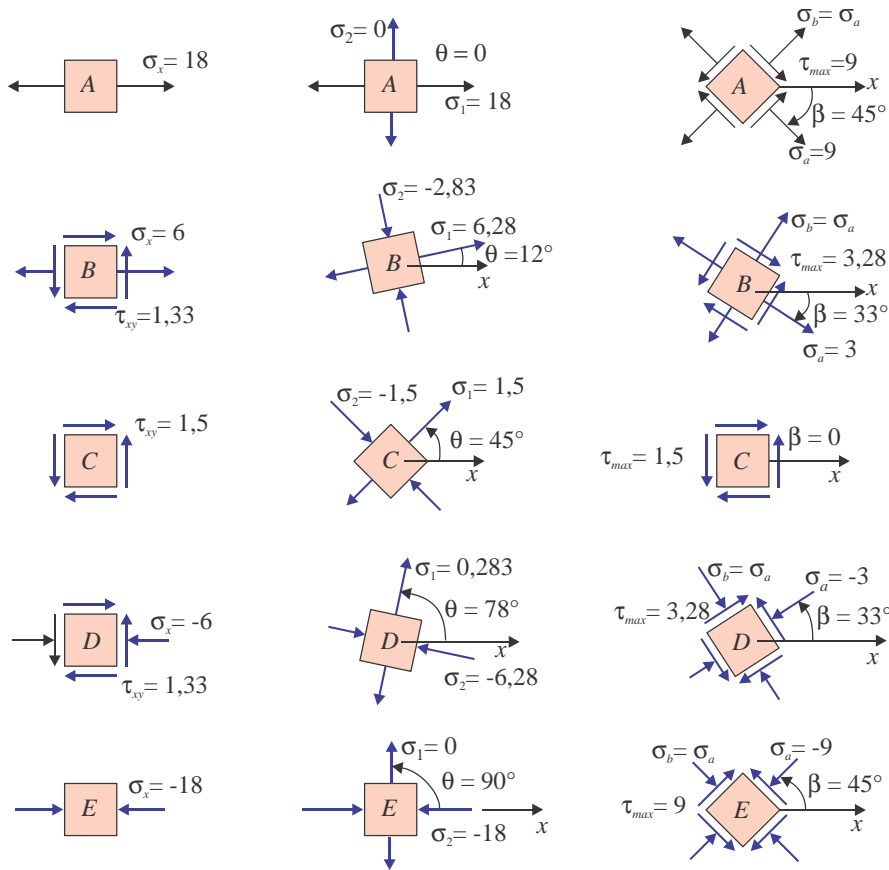 σx= 18
A
σ2= 0
θ = 0
A
σ1= 18
σb= σa
τmax=9
x
A
β = 45°
σa=9
σx= 6
B
τxy=1,33
σ2= -2,83
σ1= 6,28
θ =12°
B
x
σb= σa
τmax= 3,28
x
B
β = 33°
σa= 3
τxy= 1,5
C
σ2= -1,5
σ1= 1,5
θ = 45°
C
x
τmax= 1,5
β = 0
C
x
σx= -6
D
τxy= 1,33
σ1= 0,283
θ = 78°
D
x
σ2= -6,28
σb= σa
σa= -3
τmax= 3,28
β = 33°
D
x
σx= -18
E
σ1= 0
θ = 90°
E
x
σ2= -18
σb= σa
σa= -9
β = 45°
τmax= 9
E
x